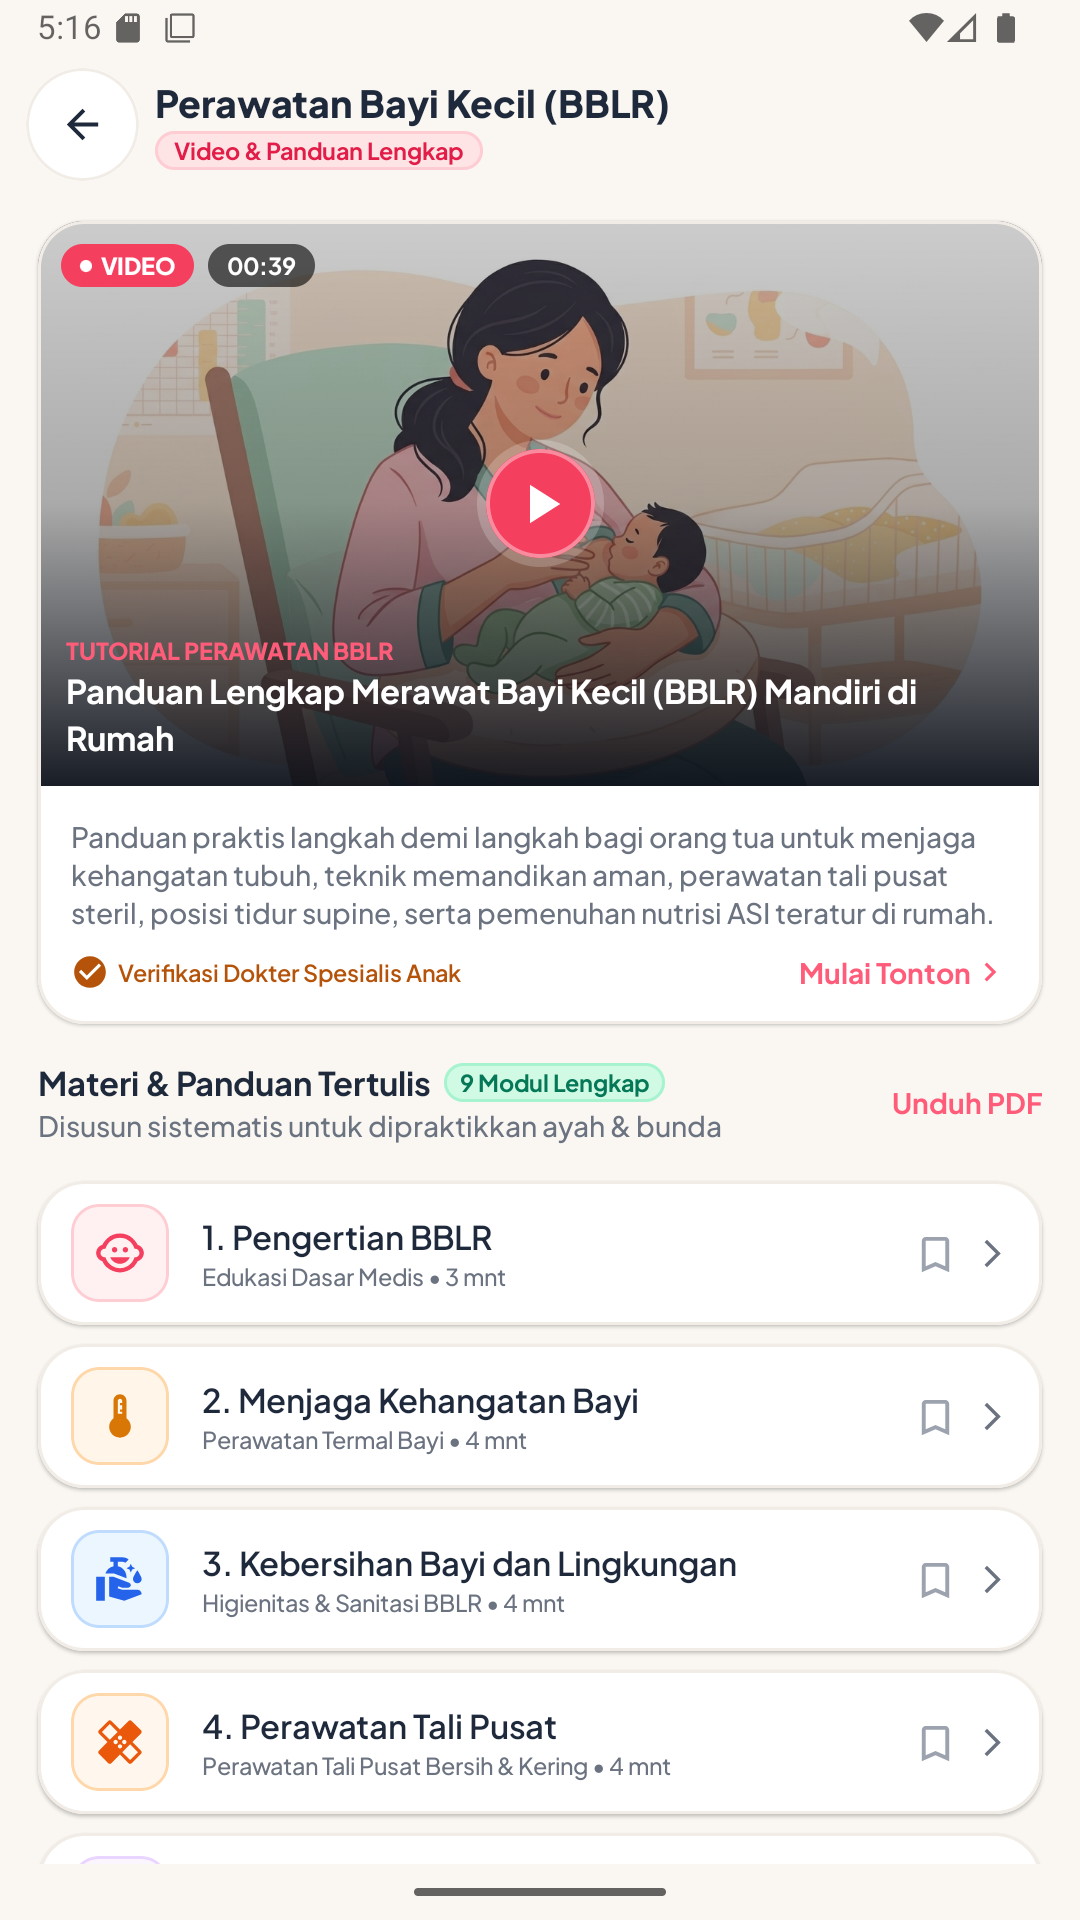 5:16
Perawatan Bayi Kecil (BBLR)
Video & Panduan Lengkap
VIDEO
00:39
TUTORIAL PERAWATAN BBLR
Panduan Lengkap Merawat Bayi Kecil (BBLR) Mandiri di
Rumah
Panduan praktis langkah demi langkah bagi orang tua untuk menjaga
kehangatan tubuh, teknik memandikan aman, perawatan tali pusat
steril, posisi tidur supine, serta pemenuhan nutrisi ASI teratur di rumah.
Verifikasi Dokter Spesialis Anak
Mulai Tonton
Materi & Panduan Tertulis
9 Modul Lengkap
Disusun sistematis untuk dipraktikkan ayah & bunda
Unduh PDF
1. Pengertian BBLR
Edukasi Dasar Medis • 3 mnt
2. Menjaga Kehangatan Bayi
Perawatan Termal Bayi • 4 mnt
3. Kebersihan Bayi dan Lingkungan
Higienitas & Sanitasi BBLR • 4 mnt
4. Perawatan Tali Pusat
Perawatan Tali Pusat Bersih & Kering • 4 mnt